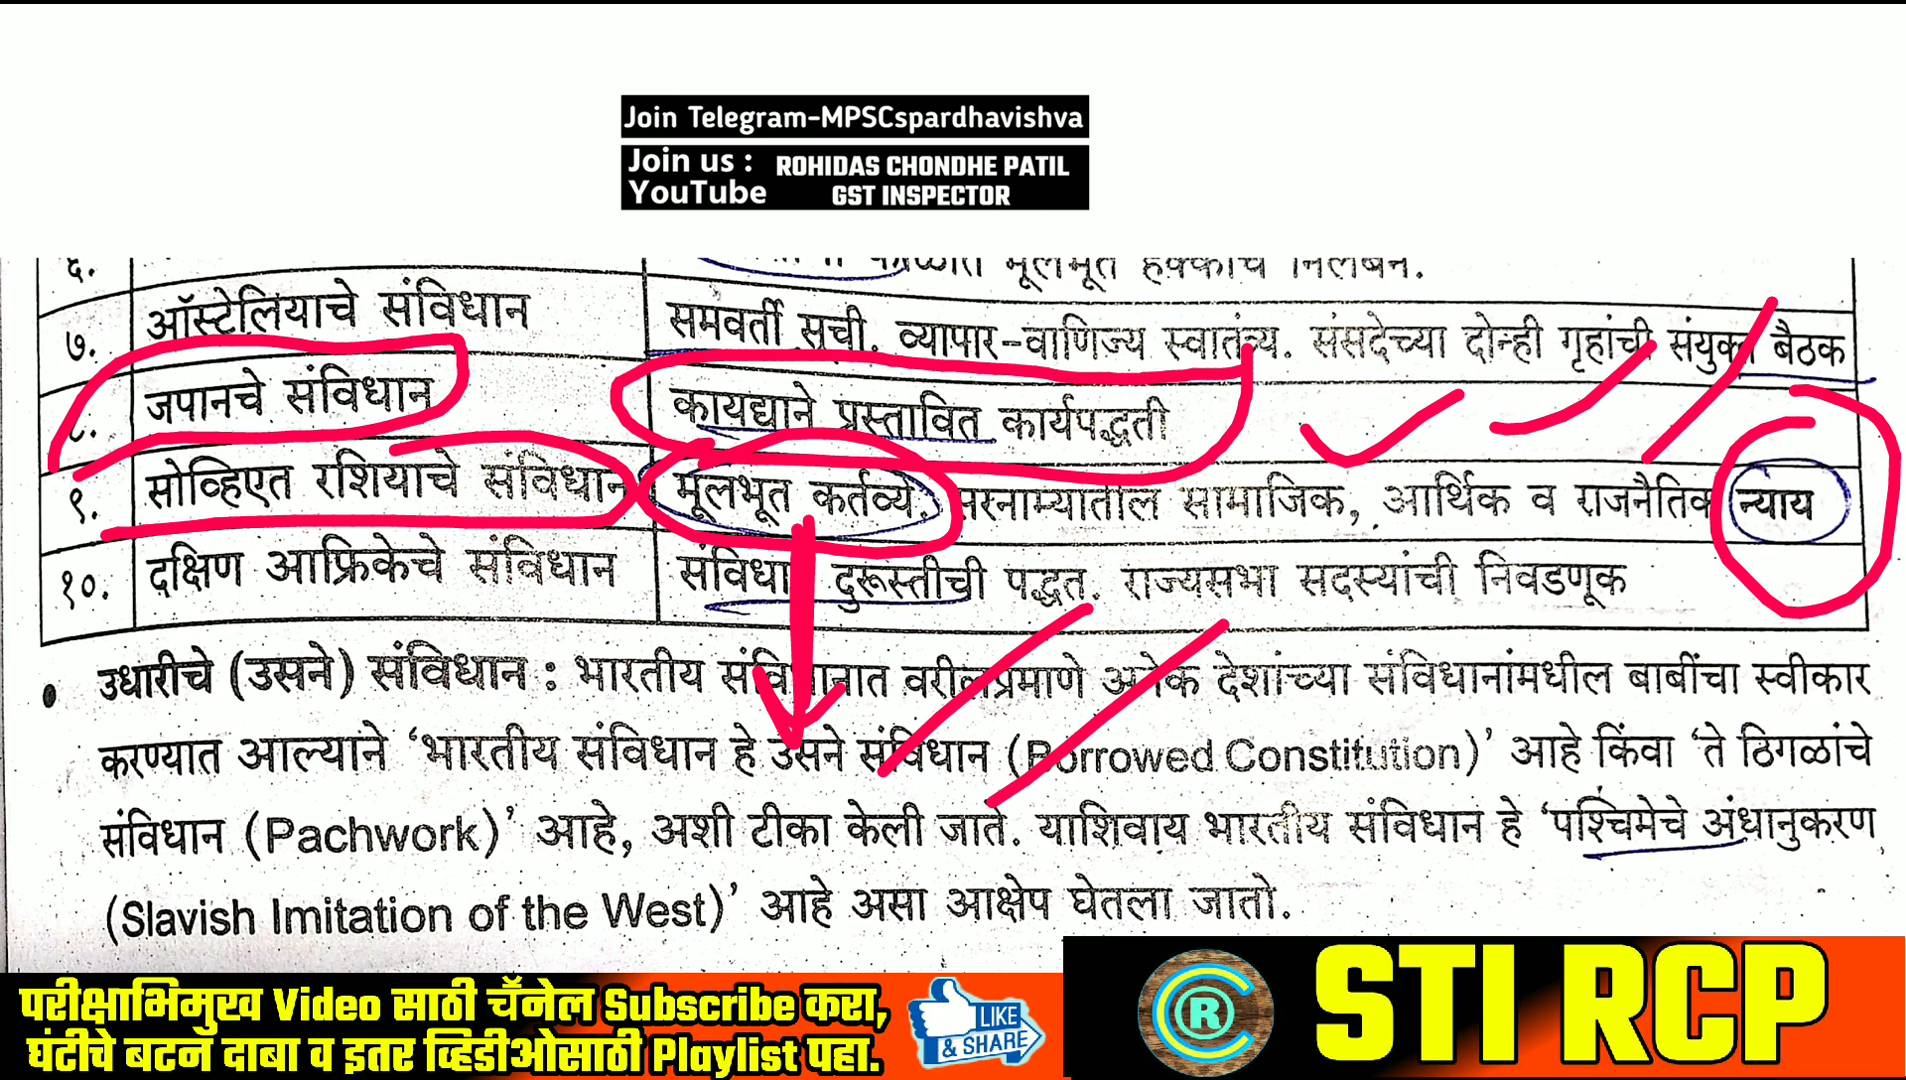 Join Telegram-MPSCspardhavishva
Join us : ROHIDAS CHONDHE PATIL
YouTube GST INSPECTOR
६. मूलभूत हक्कांचे निलंबन.
७. ऑस्टेलियाचे संविधान समवर्ती सूची. व्यापार-वाणिज्य स्वातंत्र्य. संसदेच्या दोन्ही गृहांची संयुक्त बैठक
८. जपानचे संविधान कायद्याने प्रस्तावित कार्यपद्धती
९. सोव्हिएत रशियाचे संविधान मूलभूत कर्तव्ये. सरनाम्यातील सामाजिक, आर्थिक व राजनैतिक न्याय
१०. दक्षिण आफ्रिकेचे संविधान संविधान दुरूस्तीची पद्धत. राज्यसभा सदस्यांची निवडणूक
• उधारीचे (उसने) संविधान : भारतीय संविधानात वरीलप्रमाणे अनेक देशांच्या संविधानांमधील बाबींचा स्वीकार
करण्यात आल्याने ‘भारतीय संविधान हे उसने संविधान (Borrowed Constitution)’ आहे किंवा ‘ते ठिगळांचे
संविधान (Pachwork)’ आहे, अशी टीका केली जाते. याशिवाय भारतीय संविधान हे ‘पश्चिमेचे अंधानुकरण
(Slavish Imitation of the West)’ आहे असा आक्षेप घेतला जातो.
परीक्षाभिमुख Video साठी चॅनेल Subscribe करा,
घंटीचे बटन दाबा व इतर व्हिडीओसाठी Playlist पहा.
LIKE
& SHARE
C R
STI RCP